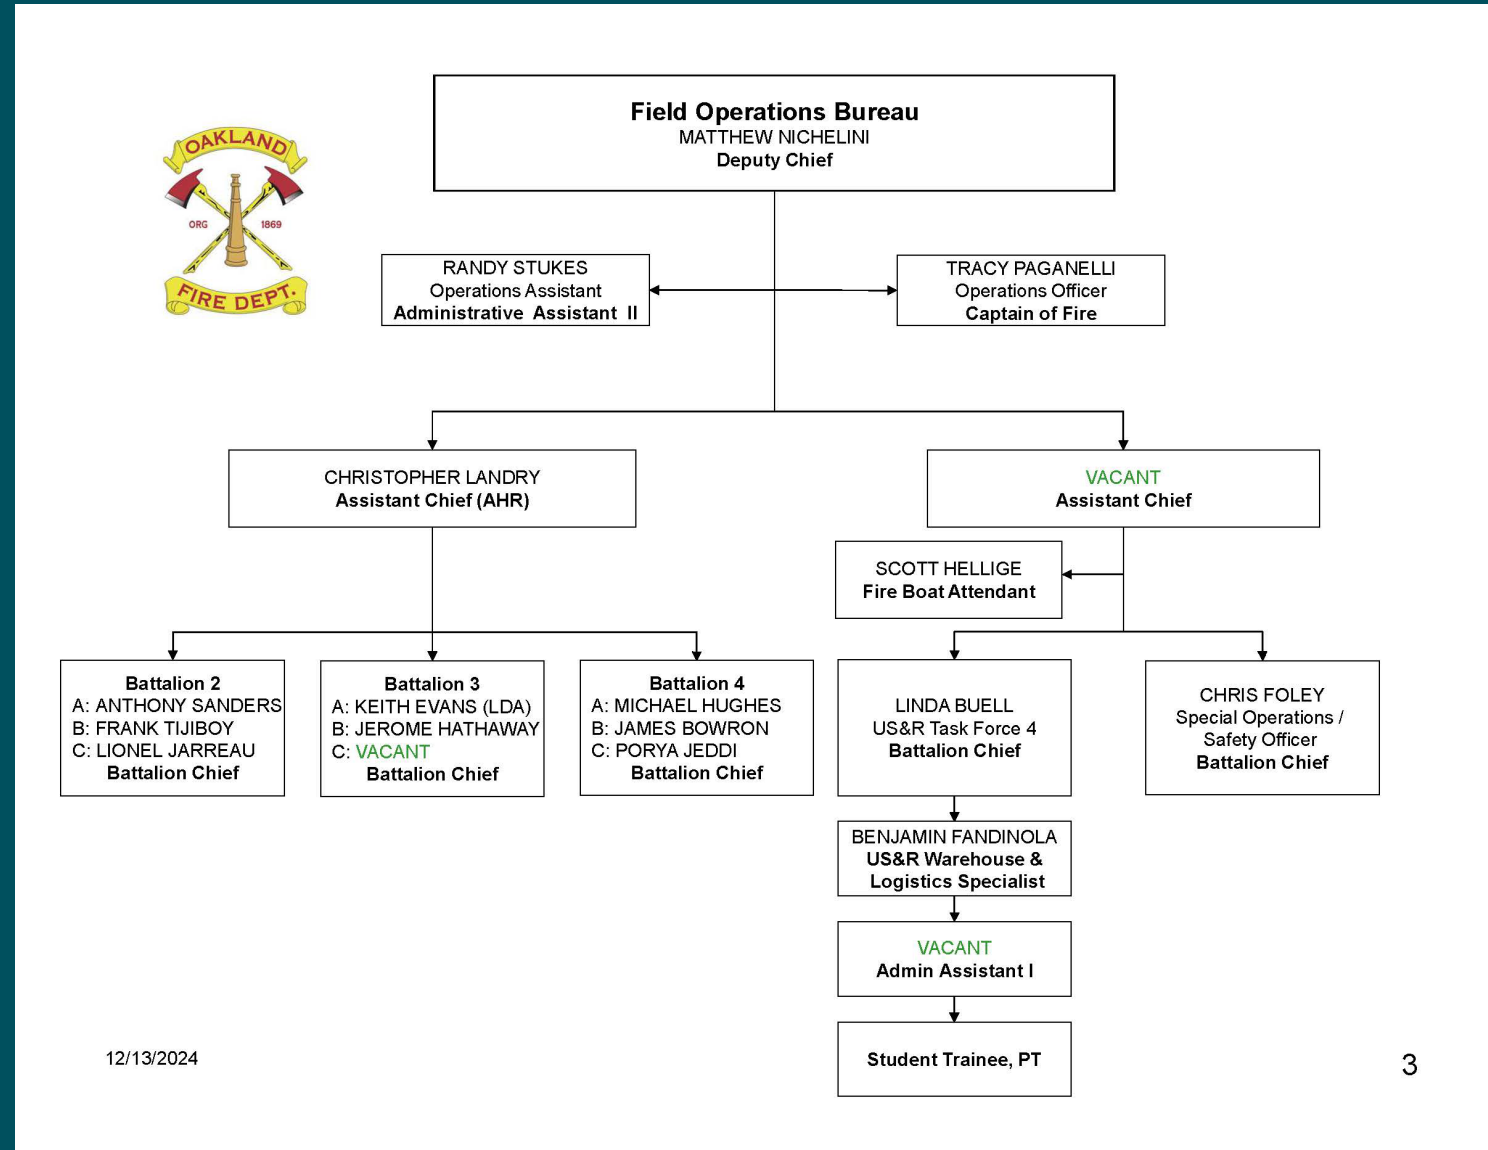 OAKLAND
ORG 1869
FIRE DEPT.
Field Operations Bureau
MATTHEW NICHELINI
Deputy Chief
RANDY STUKES
Operations Assistant
Administrative Assistant II
TRACY PAGANELLI
Operations Officer
Captain of Fire
CHRISTOPHER LANDRY
Assistant Chief (AHR)
VACANT
Assistant Chief
SCOTT HELLIGE
Fire Boat Attendant
Battalion 2
A: ANTHONY SANDERS
B: FRANK TIJIBOY
C: LIONEL JARREAU
Battalion Chief
Battalion 3
A: KEITH EVANS (LDA)
B: JEROME HATHAWAY
C: VACANT
Battalion Chief
Battalion 4
A: MICHAEL HUGHES
B: JAMES BOWRON
C: PORYA JEDDI
Battalion Chief
LINDA BUELL
US&R Task Force 4
Battalion Chief
CHRIS FOLEY
Special Operations /
Safety Officer
Battalion Chief
BENJAMIN FANDINOLA
US&R Warehouse &
Logistics Specialist
VACANT
Admin Assistant I
Student Trainee, PT
12/13/2024
3